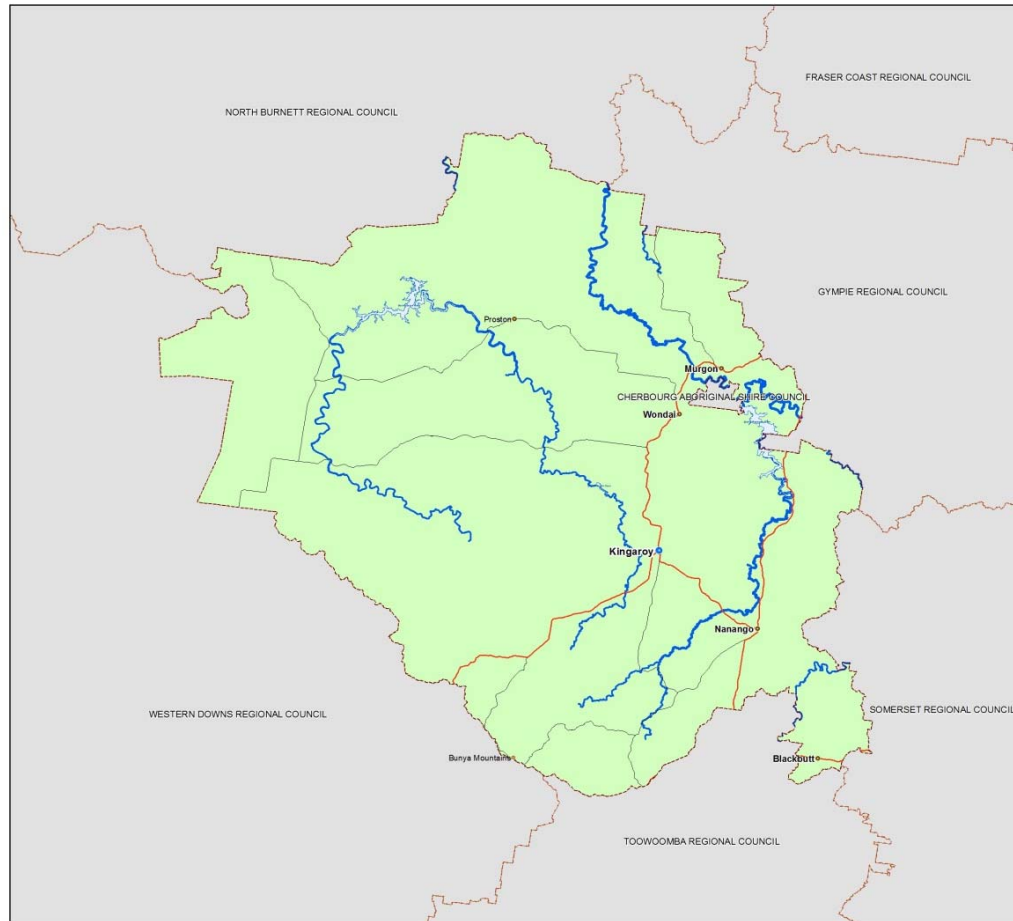 FRASER COAST REGIONAL COUNCIL
NORTH BURNETT REGIONAL COUNCIL
GYMPIE REGIONAL COUNCIL
Proston
Murgon
CHERBOURG ABORIGINAL SHIRE COUNCIL
Wondai
Kingaroy
Nanango
SOMERSET REGIONAL COUNCIL
WESTERN DOWNS REGIONAL COUNCIL
Bunya Mountains
Blackbutt
TOOWOOMBA REGIONAL COUNCIL